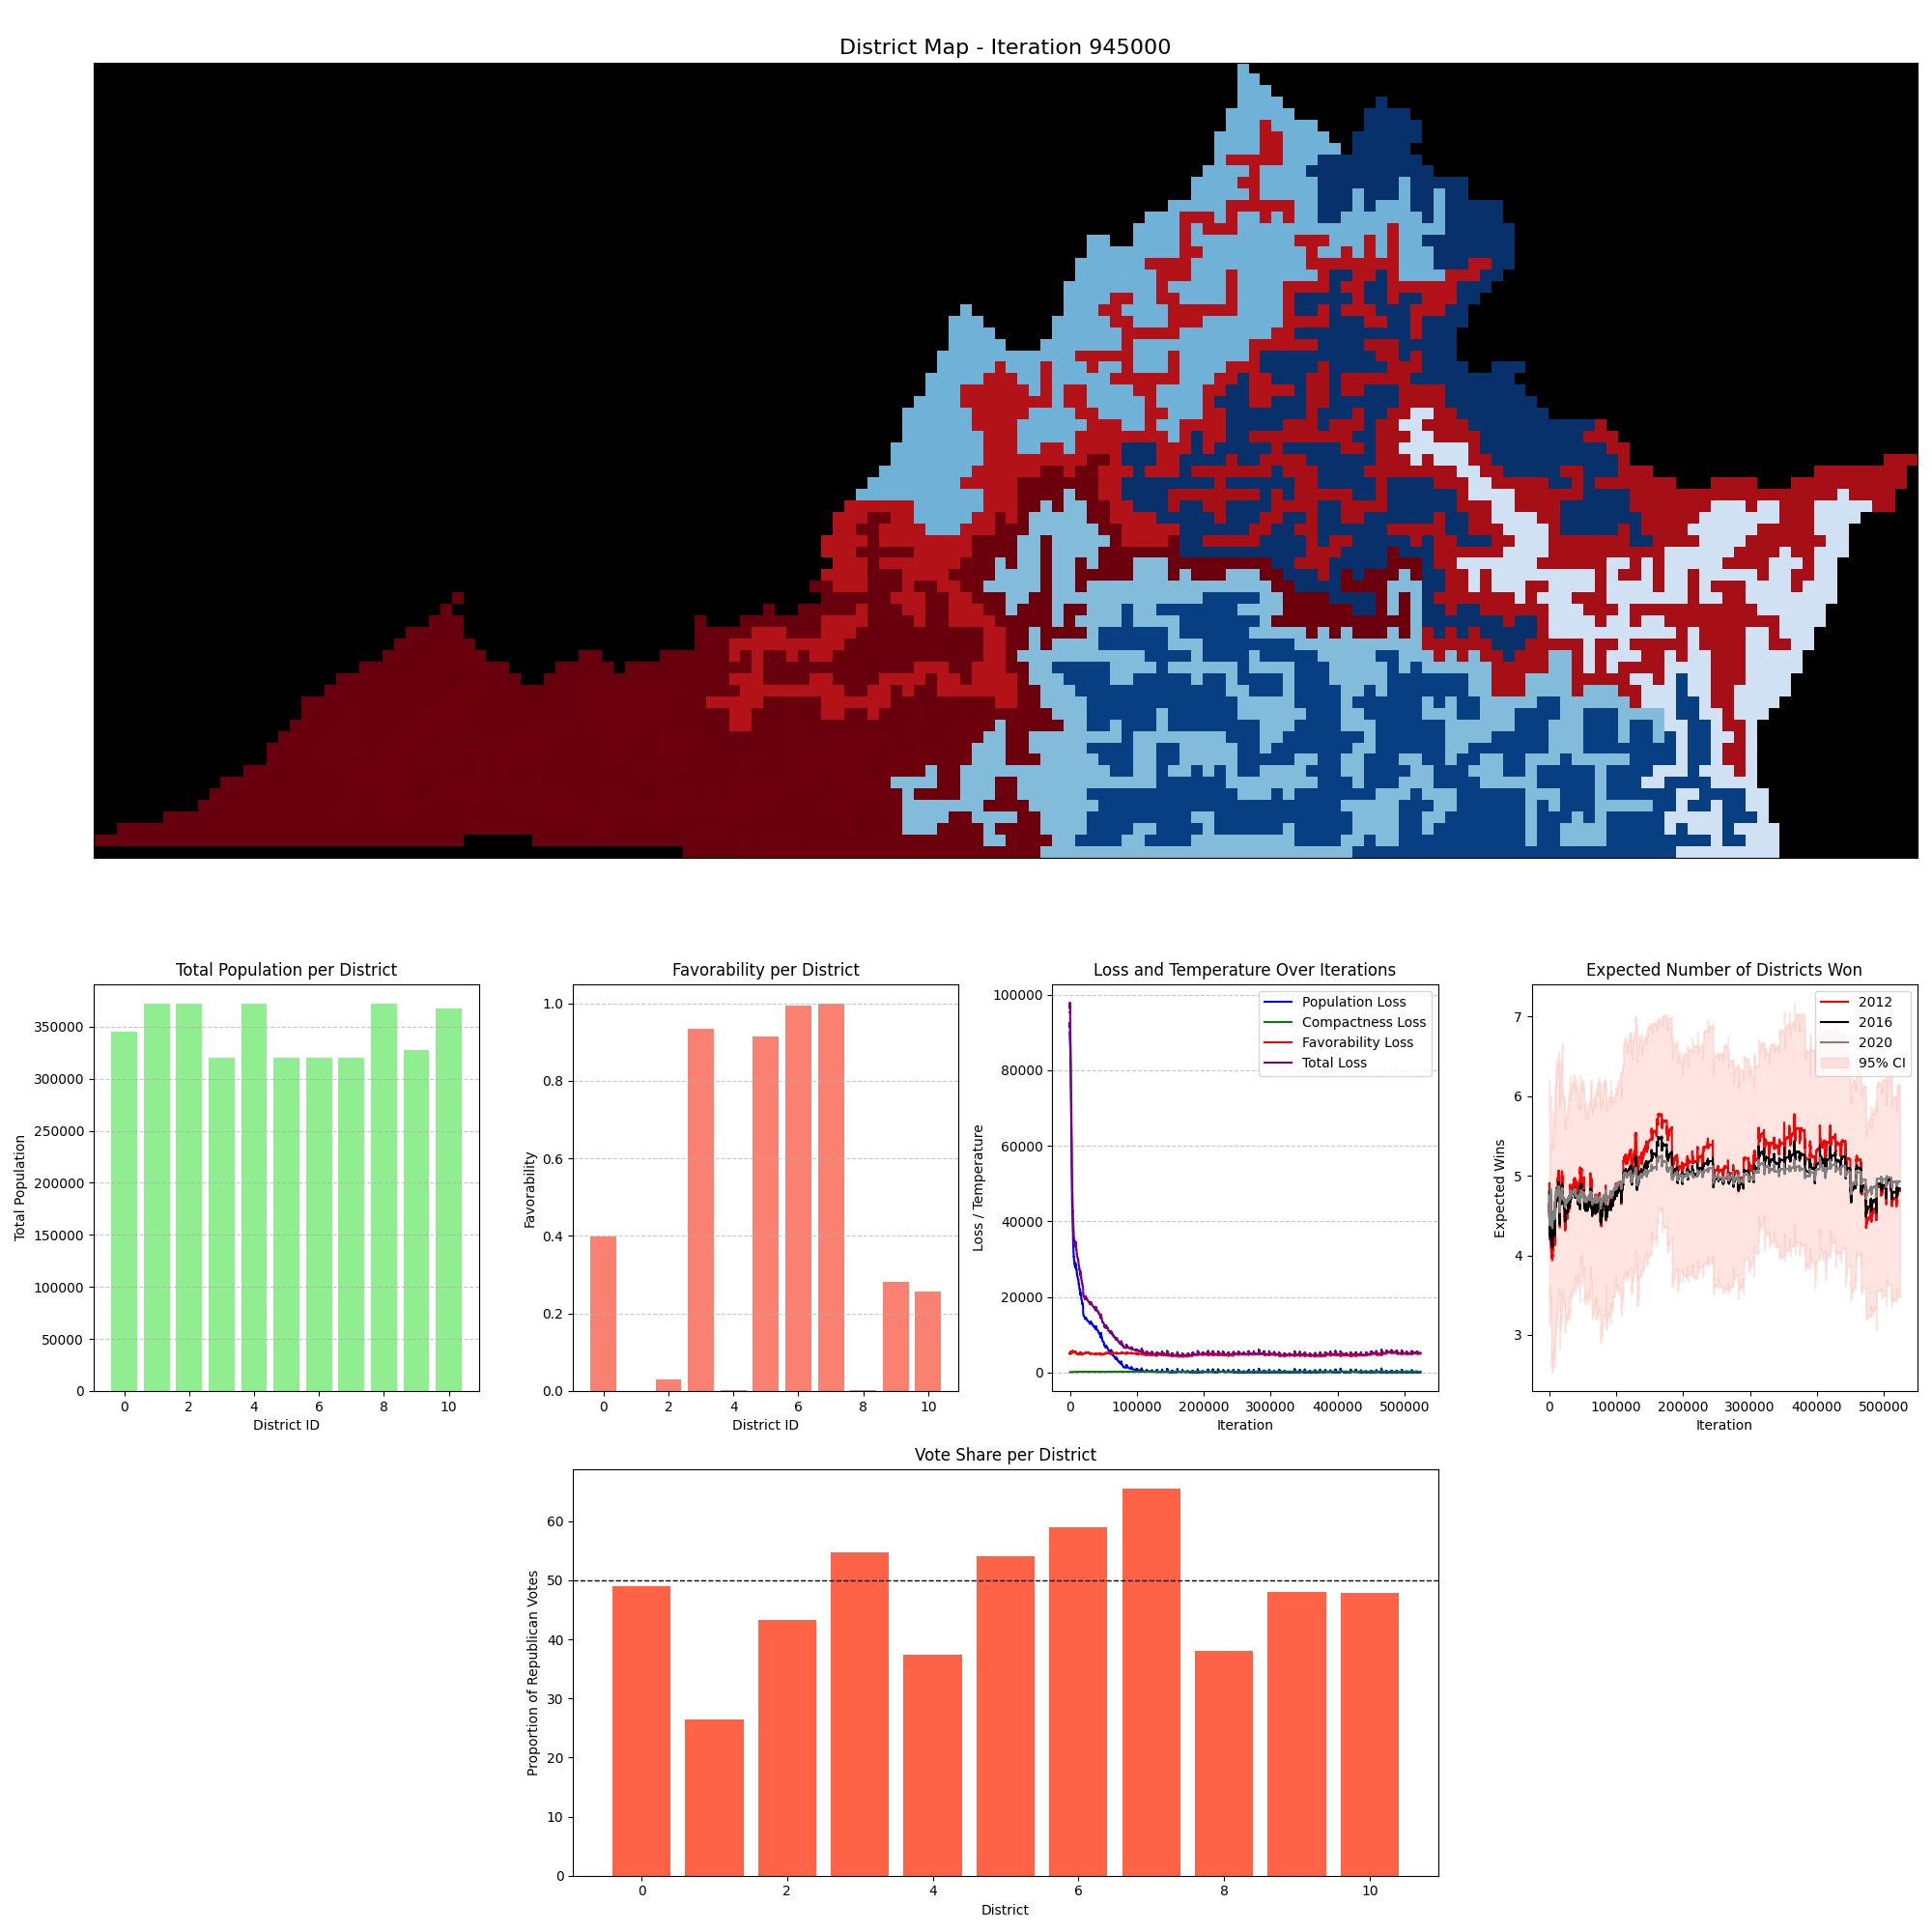 District Map - Iteration 945000
Total Population per District
Total Population
350000
300000
250000
200000
150000
100000
50000
0
0 2 4 6 8 10
District ID
Favorability per District
Favorability
1.0
0.8
0.6
0.4
0.2
0.0
0 2 4 6 8 10
District ID
Loss and Temperature Over Iterations
Loss / Temperature
100000
80000
60000
40000
20000
0
Population Loss
Compactness Loss
Favorability Loss
Total Loss
0 100000 200000 300000 400000 500000
Iteration
Expected Number of Districts Won
Expected Wins
7
6
5
4
3
2012
2016
2020
95% CI
0 100000 200000 300000 400000 500000
Iteration
Vote Share per District
Proportion of Republican Votes
60
50
40
30
20
10
0
0 2 4 6 8 10
District